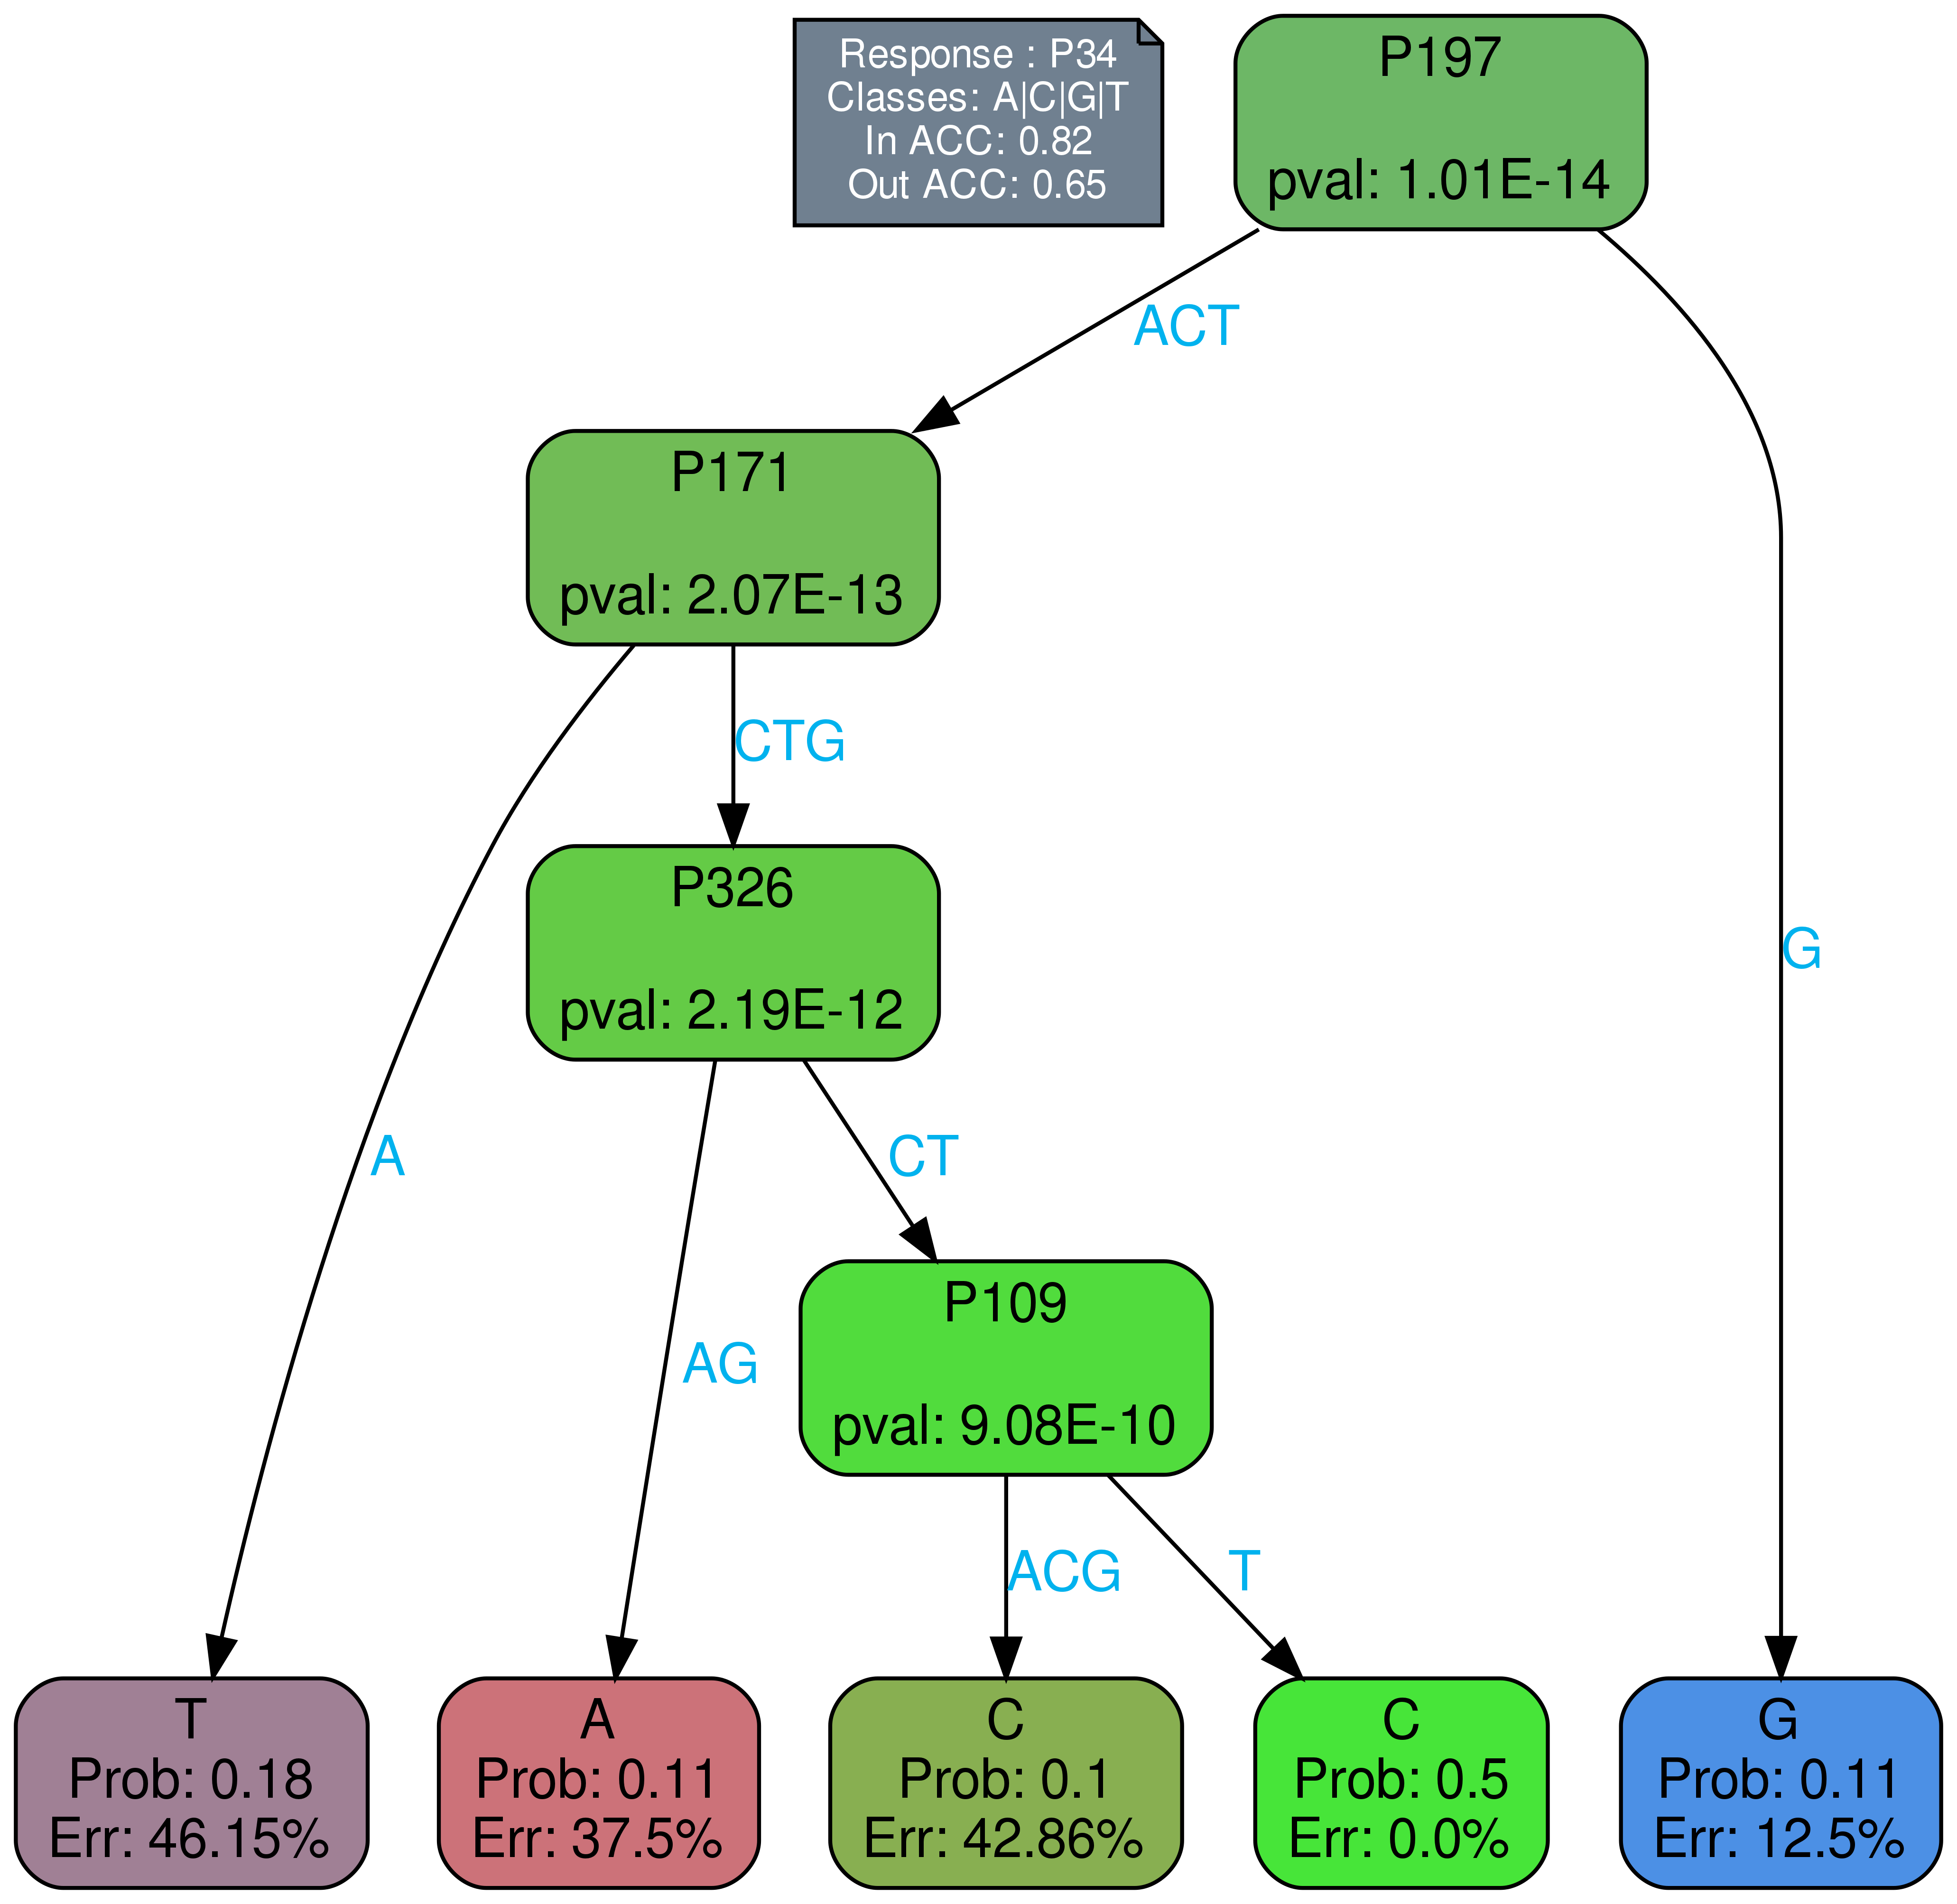 Response : P34
Classes: A|C|G|T
In ACC: 0.82
Out ACC: 0.65
P197
pval: 1.01E-14
ACT
P171
pval: 2.07E-13
CTG
P326
pval: 2.19E-12
G
A
CT
P109
pval: 9.08E-10
AG
ACG
T
T
Prob: 0.18
Err: 46.15%
A
Prob: 0.11
Err: 37.5%
C
Prob: 0.1
Err: 42.86%
C
Prob: 0.5
Err: 0.0%
G
Prob: 0.11
Err: 12.5%